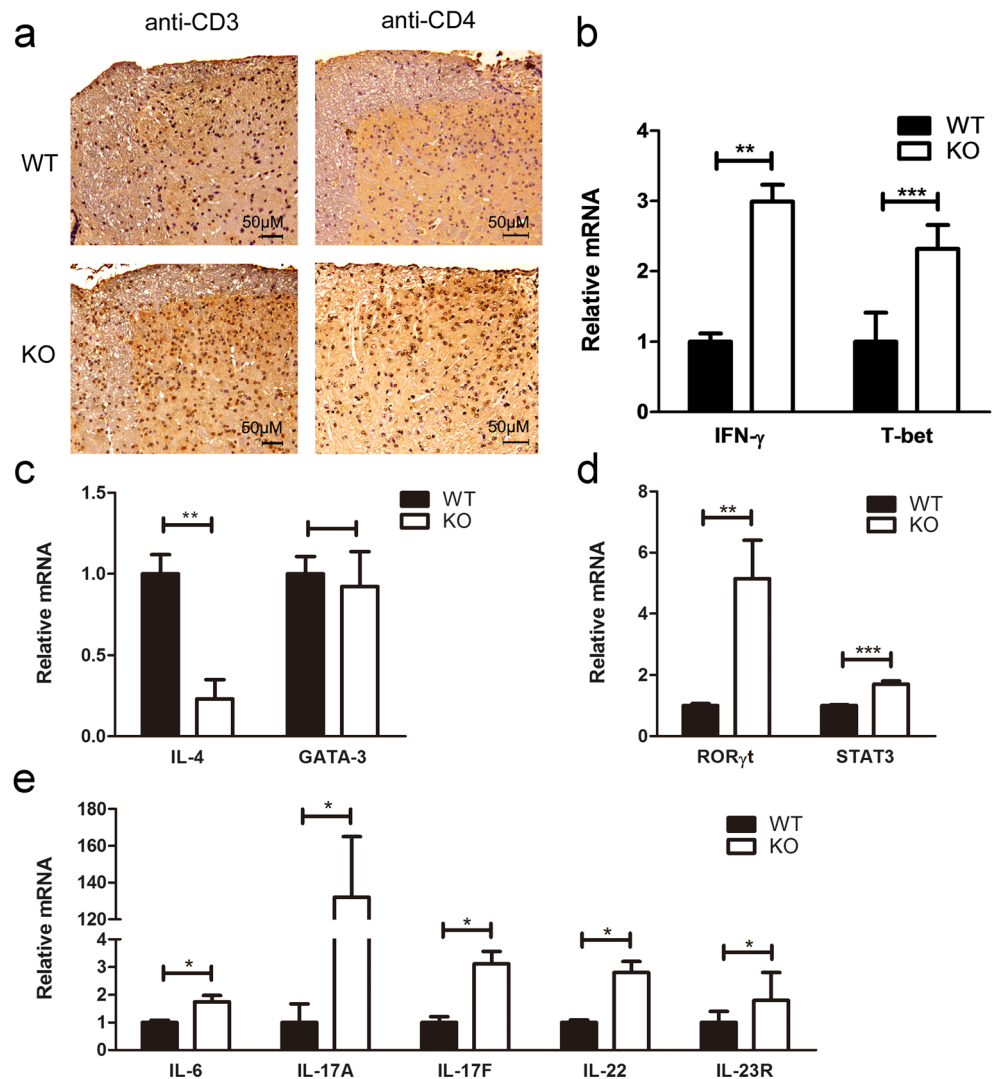 a
anti-CD3
anti-CD4
WT
50μM
50μM
KO
50μM
50μM
b
WT
KO
Relative mRNA
4
3
2
1
0
**
***
IFN-γ
T-bet
c
WT
KO
Relative mRNA
1.5
1.0
0.5
0.0
**
IL-4
GATA-3
d
WT
KO
Relative mRNA
8
6
4
2
0
**
***
RORγt
STAT3
e
WT
KO
Relative mRNA
180
160
140
120
4
3
2
1
0
*
*
*
*
*
IL-6
IL-17A
IL-17F
IL-22
IL-23R